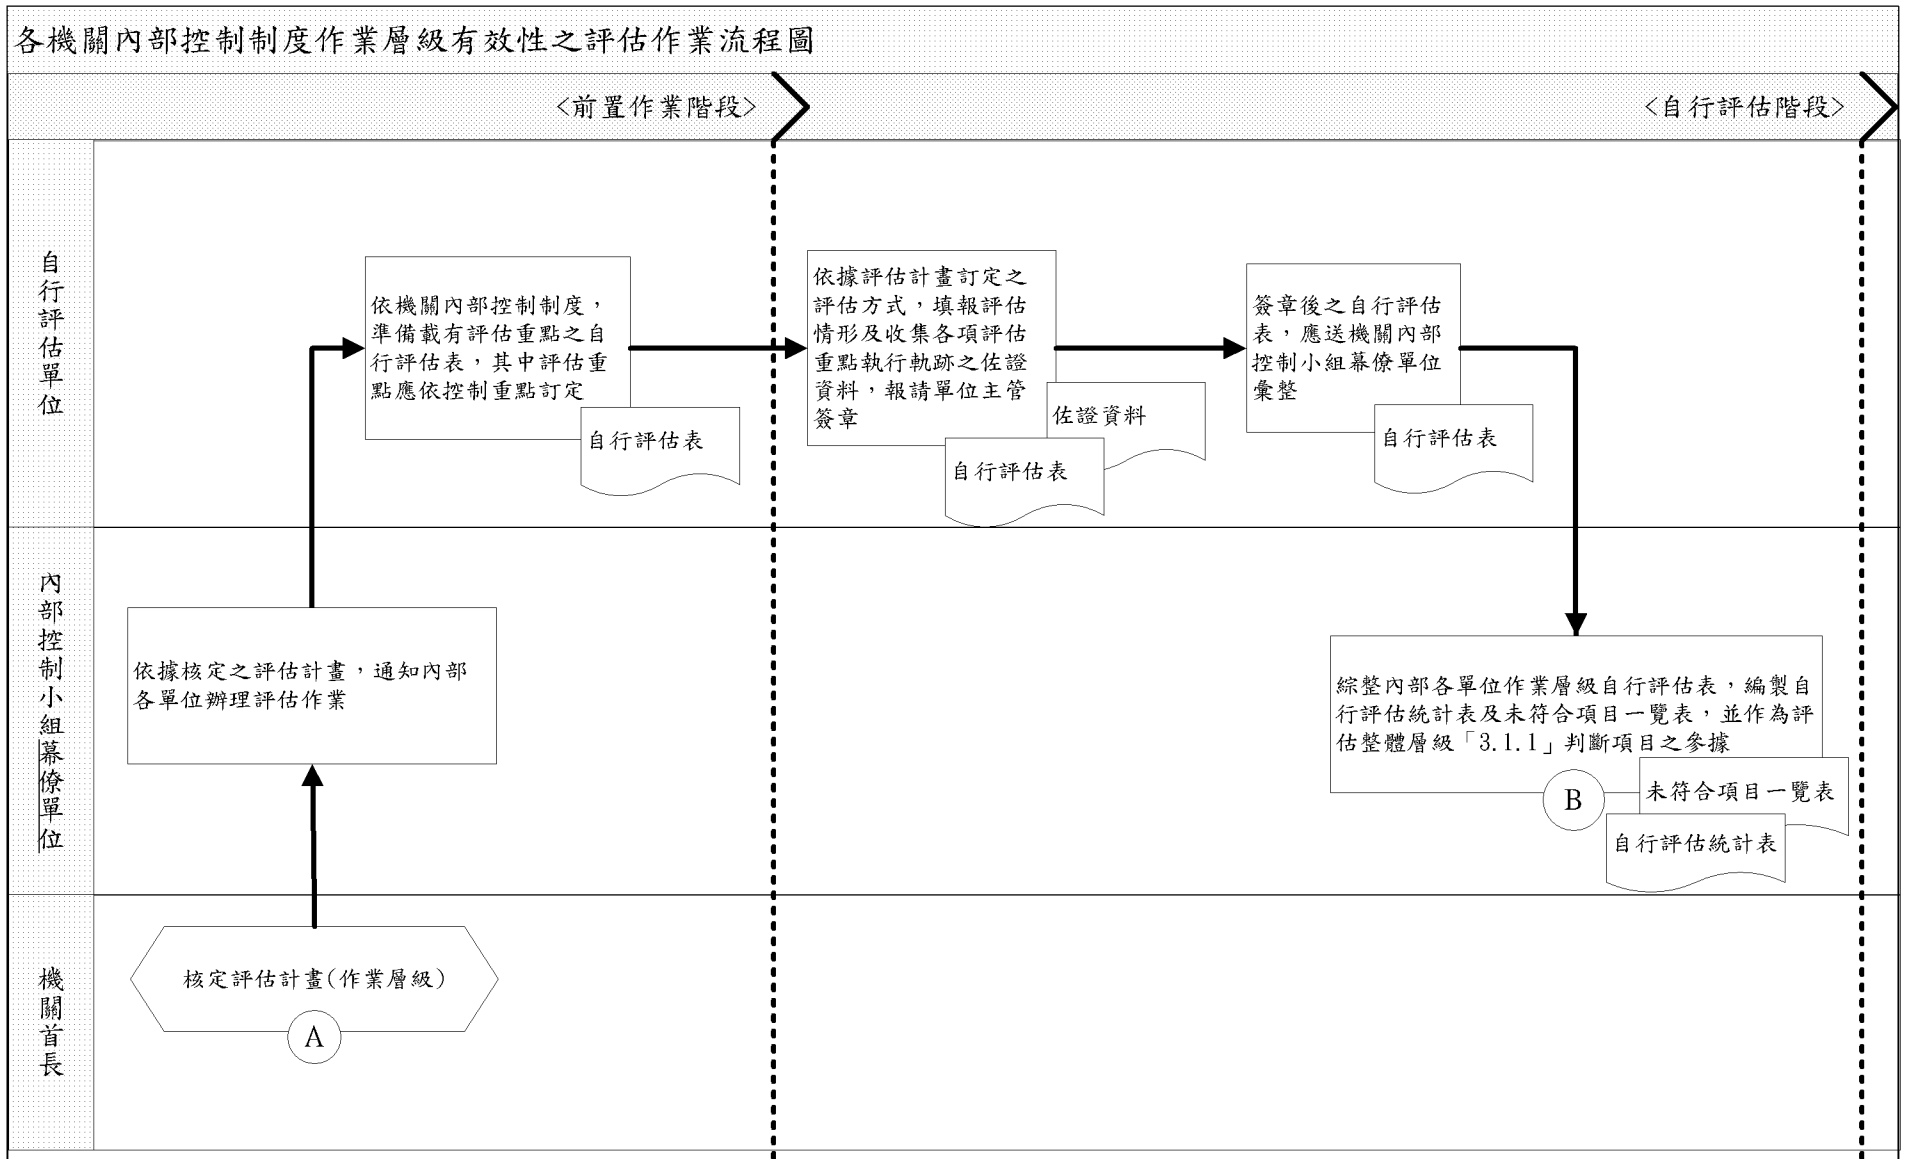 各機關內部控制制度作業層級有效性之評估作業流程圖
<前置作業階段>
<自行評估階段>
自行評估單位
依機關內部控制制度，
準備載有評估重點之自
行評估表，其中評估重
點應依控制重點訂定
自行評估表
依據評估計畫訂定之
評估方式，填報評估
情形及收集各項評估
重點執行軌跡之佐證
資料，報請單位主管
簽章
佐證資料
自行評估表
簽章後之自行評估
表，應送機關內部
控制小組幕僚單位
彙整
自行評估表
內部控制小組幕僚單位
依據核定之評估計畫，通知內部
各單位辦理評估作業
綜整內部各單位作業層級自行評估表，編製自
行評估統計表及未符合項目一覽表，並作為評
估整體層級「3.1.1」判斷項目之參據
B
未符合項目一覽表
自行評估統計表
機關首長
核定評估計畫(作業層級)
A